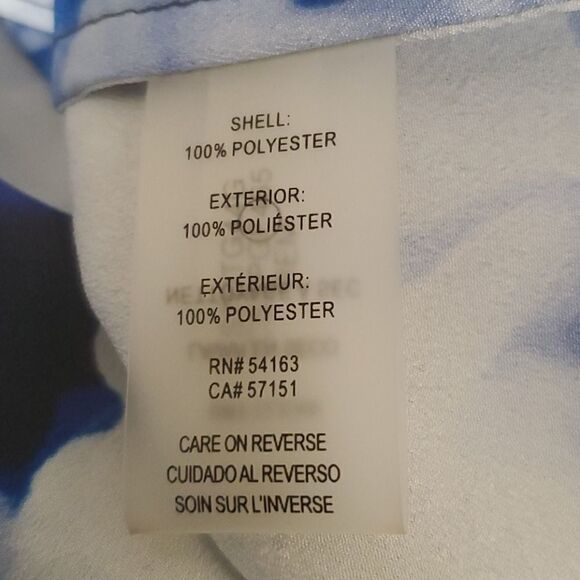 SHELL:
100% POLYESTER
EXTERIOR:
100% POLIÉSTER
EXTÉRIEUR:
100% POLYESTER
RN# 54163
CA# 57151
CARE ON REVERSE
CUIDADO AL REVERSO
SOIN SUR L'INVERSE